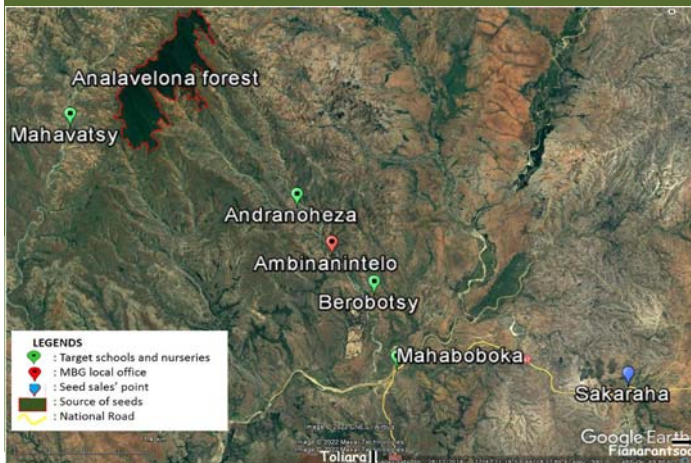 Analavelona forest
Mahavatsy
Andranoheza
Ambinanintelo
Berobotsy
Mahaboboka
Sakaraha
LEGENDS
: Target schools and nurseries
: MBG local office
: Seed sales' point
: Source of seeds
: National Road
Google Earth
Toliara